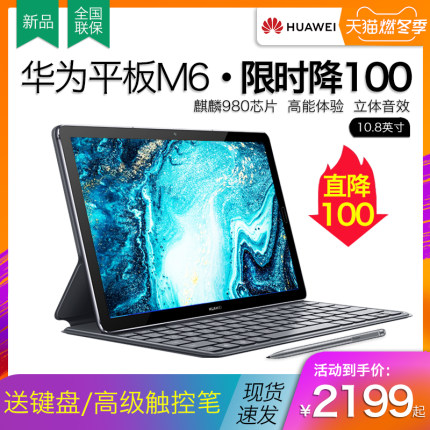 新品
全国
联保
HUAWEI
天猫燃冬季
华为平板M6·限时降100
麒麟980芯片 高能体验 立体音效
10.8英寸
直降
100
HUAWEI
送键盘/高级触控笔
现货
速发
活动到手价：
¥2199起